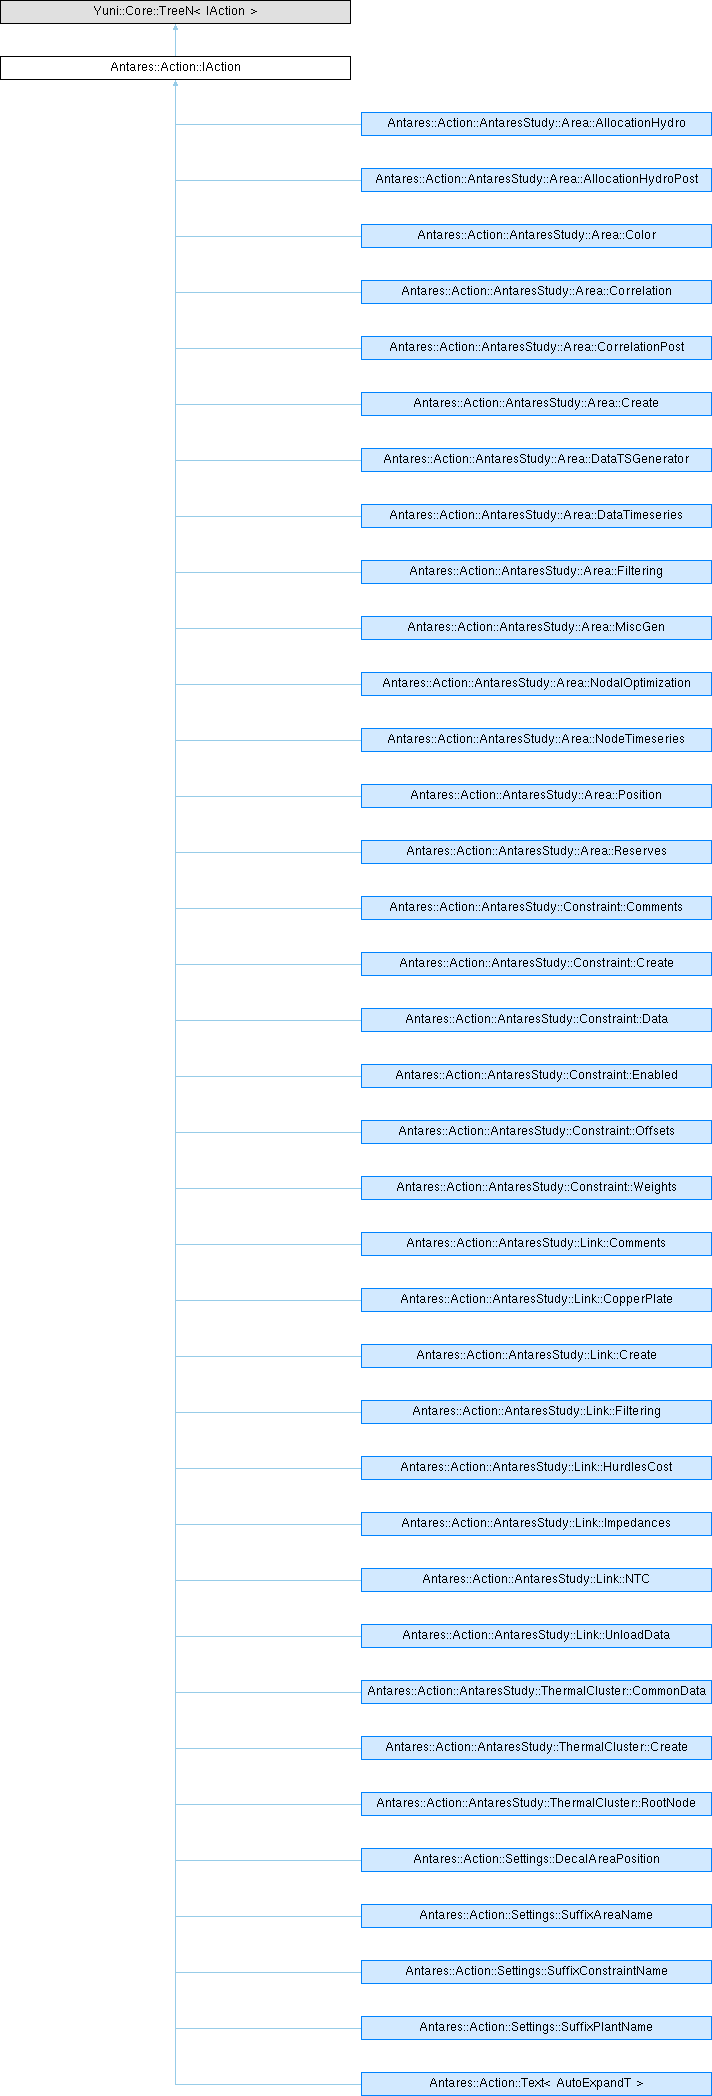 Yuni::Core::TreeN< IAction >
Antares::Action::IAction
Antares::Action::AntaresStudy::Area::AllocationHydro
Antares::Action::AntaresStudy::Area::AllocationHydroPost
Antares::Action::AntaresStudy::Area::Color
Antares::Action::AntaresStudy::Area::Correlation
Antares::Action::AntaresStudy::Area::CorrelationPost
Antares::Action::AntaresStudy::Area::Create
Antares::Action::AntaresStudy::Area::DataTSGenerator
Antares::Action::AntaresStudy::Area::DataTimeseries
Antares::Action::AntaresStudy::Area::Filtering
Antares::Action::AntaresStudy::Area::MiscGen
Antares::Action::AntaresStudy::Area::NodalOptimization
Antares::Action::AntaresStudy::Area::NodeTimeseries
Antares::Action::AntaresStudy::Area::Position
Antares::Action::AntaresStudy::Area::Reserves
Antares::Action::AntaresStudy::Constraint::Comments
Antares::Action::AntaresStudy::Constraint::Create
Antares::Action::AntaresStudy::Constraint::Data
Antares::Action::AntaresStudy::Constraint::Enabled
Antares::Action::AntaresStudy::Constraint::Offsets
Antares::Action::AntaresStudy::Constraint::Weights
Antares::Action::AntaresStudy::Link::Comments
Antares::Action::AntaresStudy::Link::CopperPlate
Antares::Action::AntaresStudy::Link::Create
Antares::Action::AntaresStudy::Link::Filtering
Antares::Action::AntaresStudy::Link::HurdlesCost
Antares::Action::AntaresStudy::Link::Impedances
Antares::Action::AntaresStudy::Link::NTC
Antares::Action::AntaresStudy::Link::UnloadData
Antares::Action::AntaresStudy::ThermalCluster::CommonData
Antares::Action::AntaresStudy::ThermalCluster::Create
Antares::Action::AntaresStudy::ThermalCluster::RootNode
Antares::Action::Settings::DecalAreaPosition
Antares::Action::Settings::SuffixAreaName
Antares::Action::Settings::SuffixConstraintName
Antares::Action::Settings::SuffixPlantName
Antares::Action::Text< AutoExpandT >